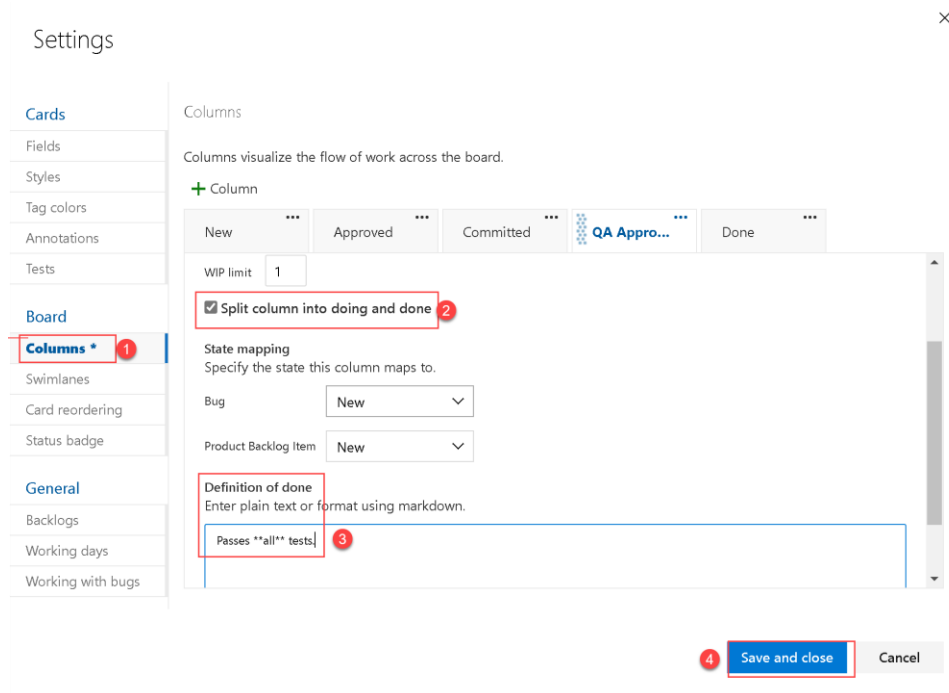 Settings
Cards
Fields
Styles
Tag colors
Annotations
Tests
Board
Columns *
1
Swimlanes
Card reordering
Status badge
General
Backlogs
Working days
Working with bugs
Columns
Columns visualize the flow of work across the board.
+ Column
New
Approved
Committed
QA Appro...
Done
WIP limit 1
Split column into doing and done
2
State mapping
Specify the state this column maps to.
Bug New
Product Backlog Item New
Definition of done
Enter plain text or format using markdown.
Passes **all** tests.
3
4
Save and close
Cancel